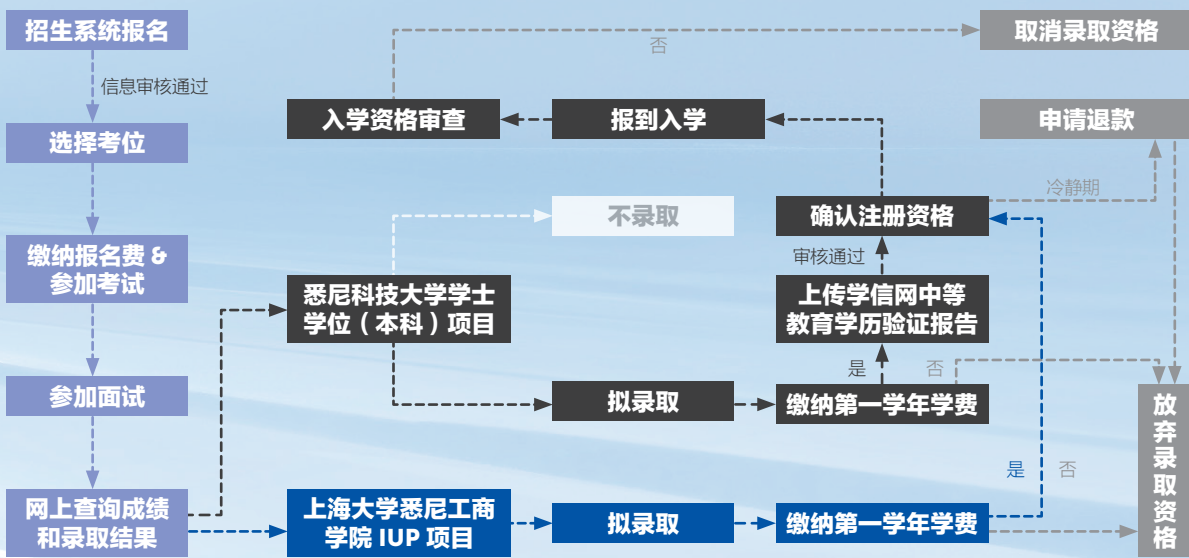 招生系统报名
信息审核通过
选择考位
缴纳报名费 &
参加考试
参加面试
网上查询成绩
和录取结果
悉尼科技大学学士
学位（本科）项目
上海大学悉尼工商
学院 IUP 项目
不录取
拟录取
拟录取
缴纳第一学年学费
是
否
缴纳第一学年学费
是
否
上传学信网中等
教育学历验证报告
审核通过
确认注册资格
冷静期
报到入学
入学资格审查
否
取消录取资格
申请退款
放弃录取资格